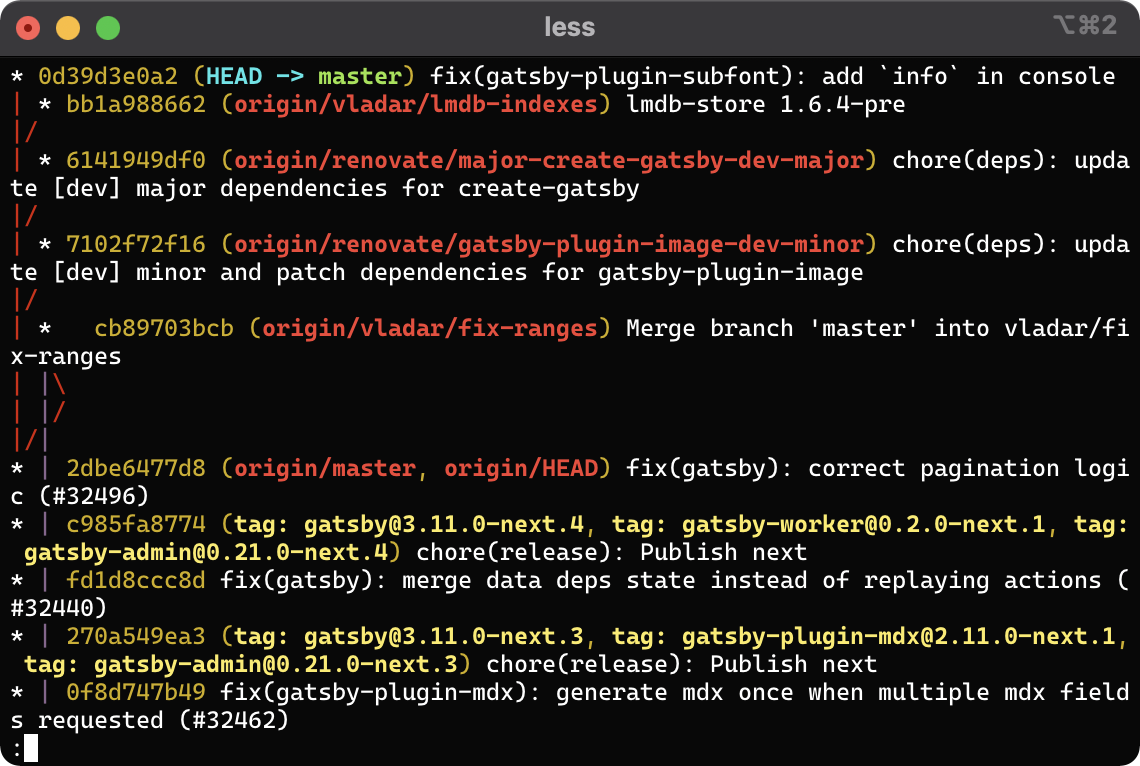 less
⌥⌘2
* 0d39d3e0a2 (HEAD -> master) fix(gatsby-plugin-subfont): add `info` in console
| * bb1a988662 (origin/vladar/lmdb-indexes) lmdb-store 1.6.4-pre
|/
| * 6141949df0 (origin/renovate/major-create-gatsby-dev-major) chore(deps): upda
te [dev] major dependencies for create-gatsby
|/
| * 7102f72f16 (origin/renovate/gatsby-plugin-image-dev-minor) chore(deps): upda
te [dev] minor and patch dependencies for gatsby-plugin-image
|/
| *   cb89703bcb (origin/vladar/fix-ranges) Merge branch 'master' into vladar/fi
x-ranges
| |\
| |/
|/|
* | 2dbe6477d8 (origin/master, origin/HEAD) fix(gatsby): correct pagination logi
c (#32496)
* | c985fa8774 (tag: gatsby@3.11.0-next.4, tag: gatsby-worker@0.2.0-next.1, tag:
 gatsby-admin@0.21.0-next.4) chore(release): Publish next
* | fd1d8ccc8d fix(gatsby): merge data deps state instead of replaying actions (
#32440)
* | 270a549ea3 (tag: gatsby@3.11.0-next.3, tag: gatsby-plugin-mdx@2.11.0-next.1,
 tag: gatsby-admin@0.21.0-next.3) chore(release): Publish next
* | 0f8d747b49 fix(gatsby-plugin-mdx): generate mdx once when multiple mdx field
s requested (#32462)
: